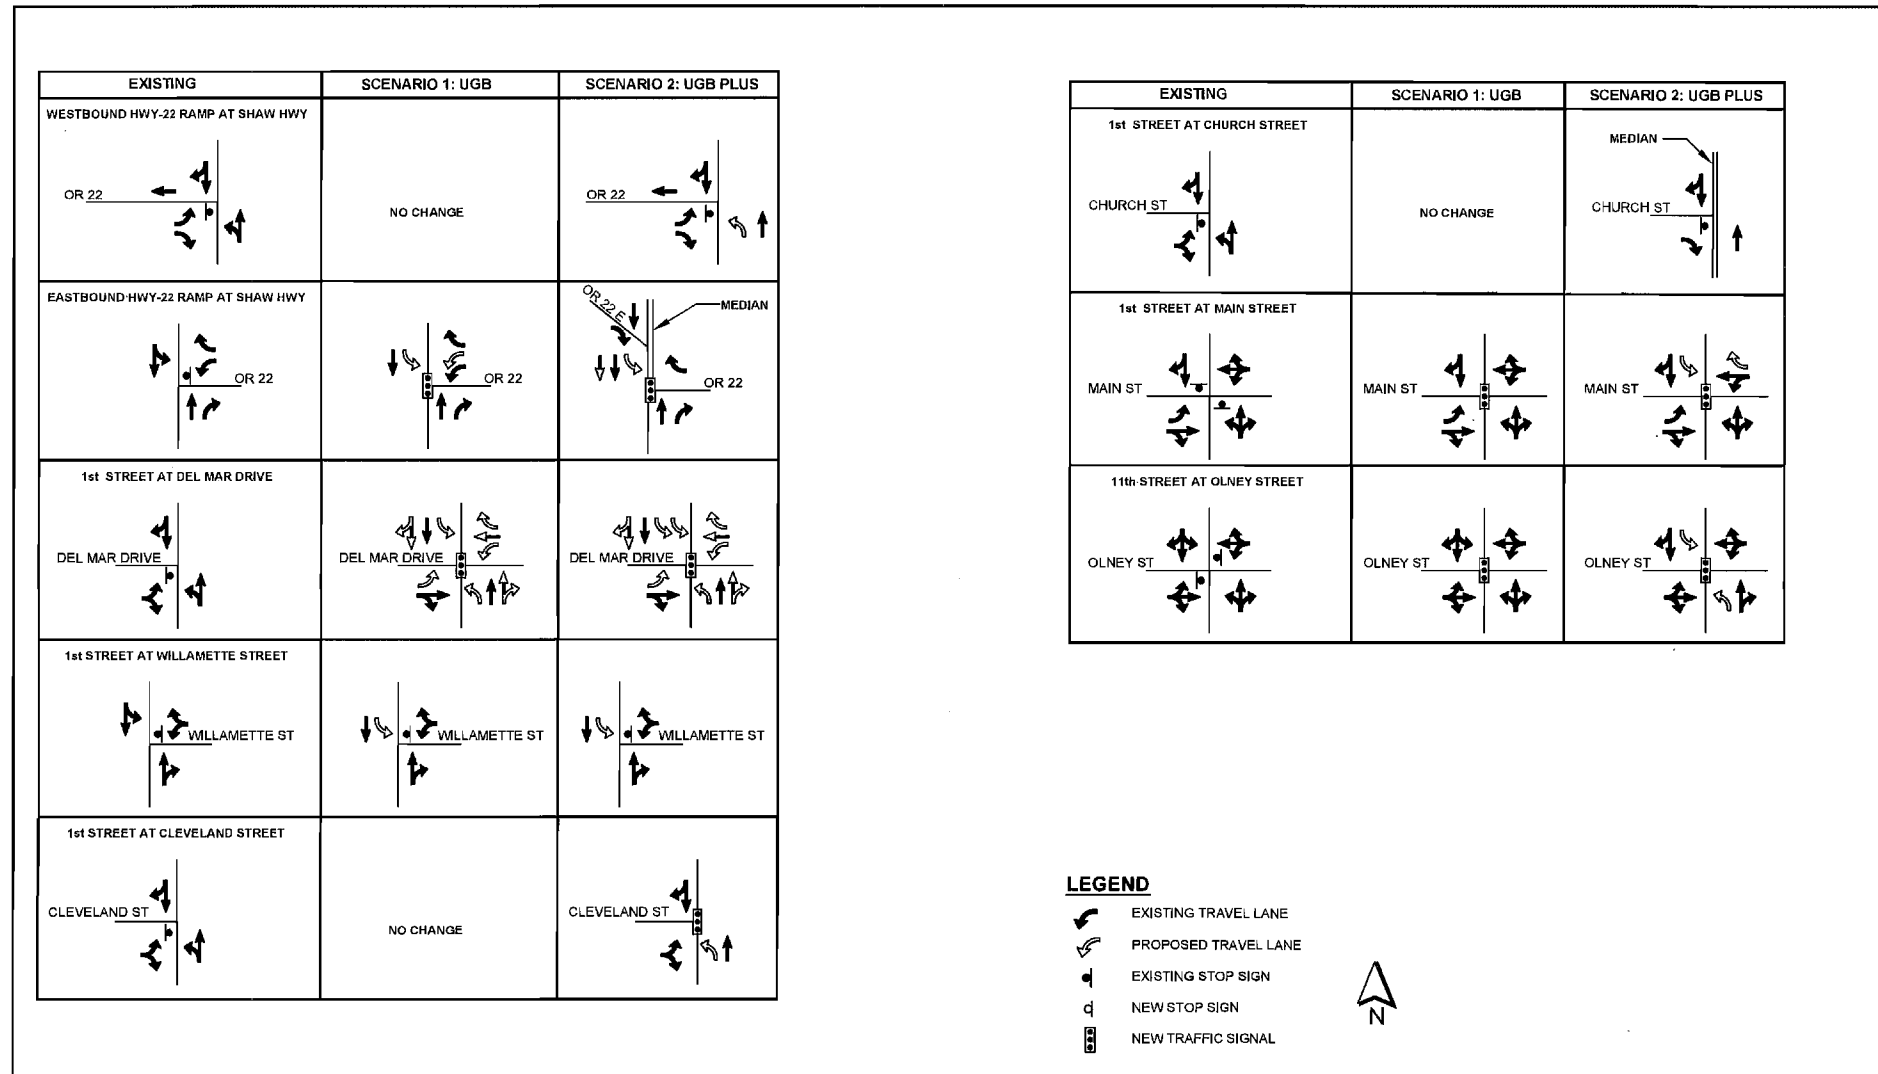 EXISTING SCENARIO 1: UGB SCENARIO 2: UGB PLUS
WESTBOUND HWY-22 RAMP AT SHAW HWY
OR 22
NO CHANGE
OR 22
EASTBOUND HWY-22 RAMP AT SHAW HWY
OR 22
OR 22
OR 22 E
MEDIAN
OR 22
1st STREET AT DEL MAR DRIVE
DEL MAR DRIVE
DEL MAR DRIVE
DEL MAR DRIVE
1st STREET AT WILLAMETTE STREET
WILLAMETTE ST
WILLAMETTE ST
WILLAMETTE ST
1st STREET AT CLEVELAND STREET
CLEVELAND ST
NO CHANGE
CLEVELAND ST
EXISTING SCENARIO 1: UGB SCENARIO 2: UGB PLUS
1st STREET AT CHURCH STREET
CHURCH ST
NO CHANGE
MEDIAN
CHURCH ST
1st STREET AT MAIN STREET
MAIN ST
MAIN ST
MAIN ST
11th STREET AT OLNEY STREET
OLNEY ST
OLNEY ST
OLNEY ST
LEGEND
EXISTING TRAVEL LANE
PROPOSED TRAVEL LANE
EXISTING STOP SIGN
NEW STOP SIGN
NEW TRAFFIC SIGNAL
N